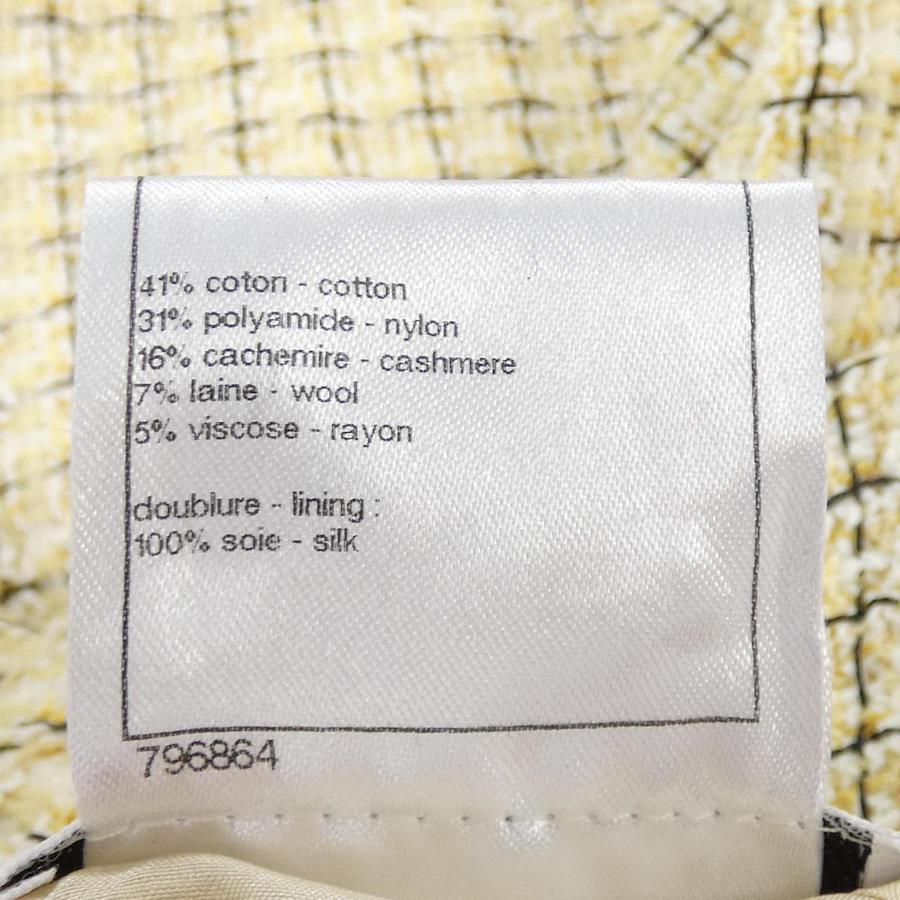 41% coton - cotton
31% polyamide - nylon
16% cachemire - cashmere
7% laine - wool
5% viscose - rayon
doublure - lining :
100% soie - silk
796864